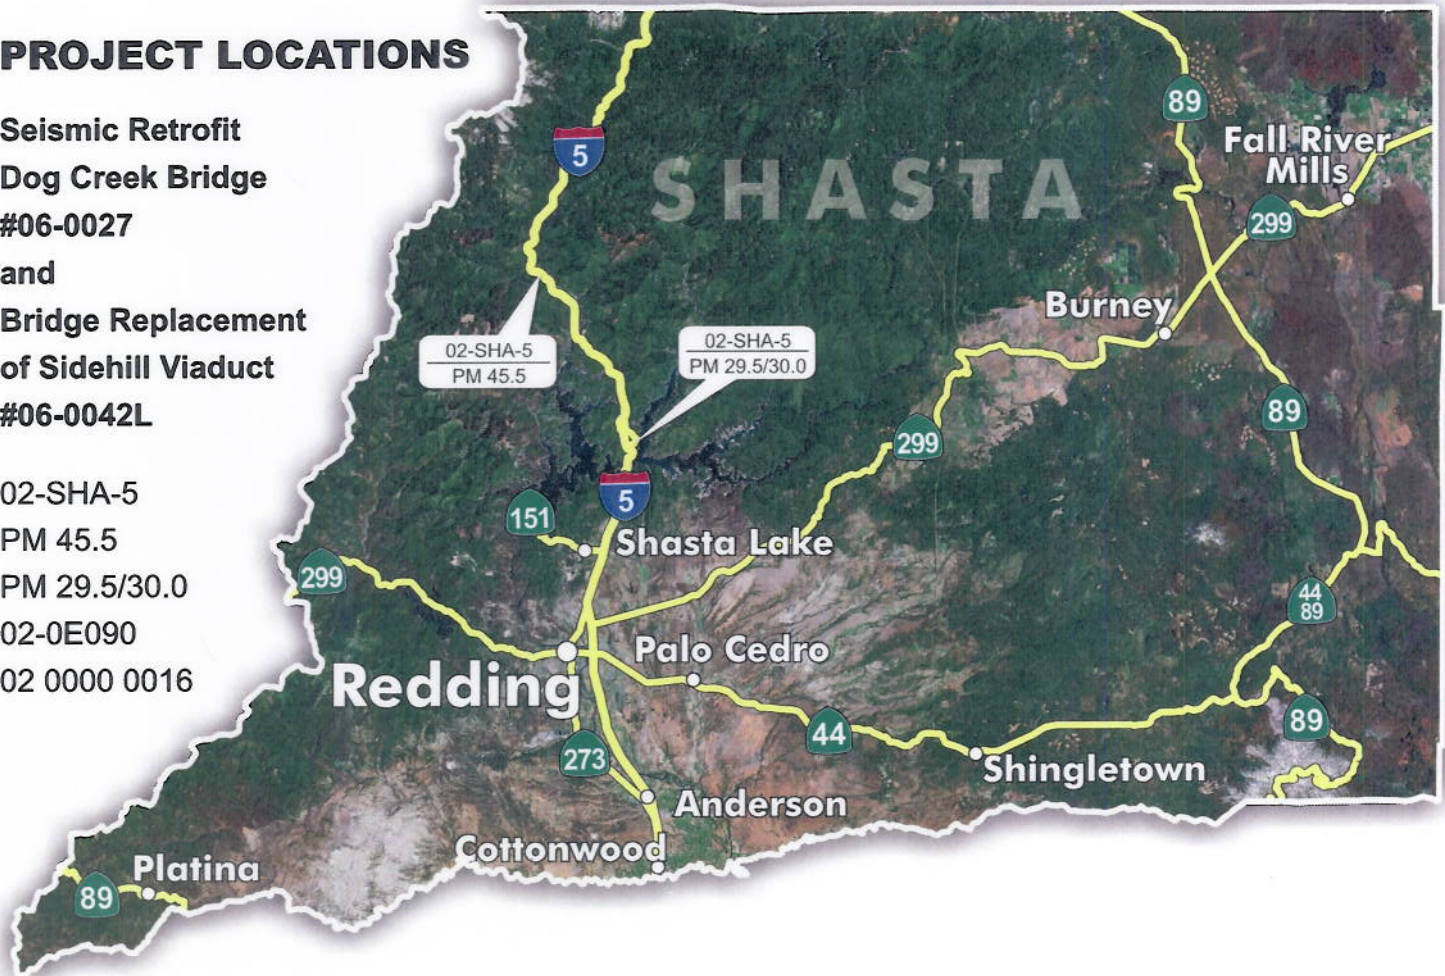 PROJECT LOCATIONS
Seismic Retrofit
Dog Creek Bridge
#06-0027
and
Bridge Replacement
of Sidehill Viaduct
#06-0042L
02-SHA-5
PM 45.5
PM 29.5/30.0
02-0E090
02 0000 0016
89
5
SHASTA
Fall River
Mills
299
Burney
02-SHA-5
PM 45.5
02-SHA-5
PM 29.5/30.0
89
299
5
151
Shasta Lake
299
44
89
Palo Cedro
Redding
89
44
273
Shingletown
Anderson
Cottonwood
Platina
89